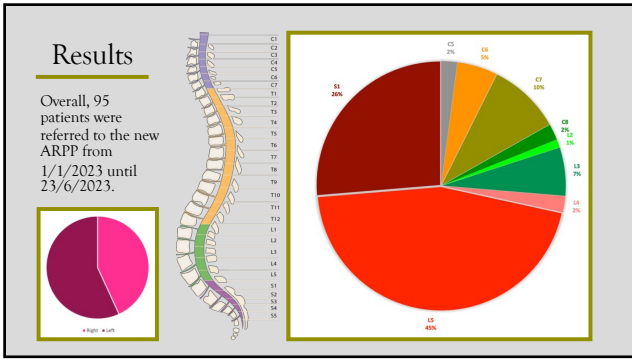 Results
Overall, 95
patients were
referred to the new
ARPP from
1/1/2023 until
23/6/2023.
Right Left
C1
C2
C3
C4
C5
C6
C7
T1
T2
T3
T4
T5
T6
T7
T8
T9
T10
T11
T12
L1
L2
L3
L4
L5
S1
S2
S3
S4
S5
C5
2%
C6
5%
C7
10%
C8
2%
L2
1%
L3
7%
L4
2%
L5
45%
S1
26%